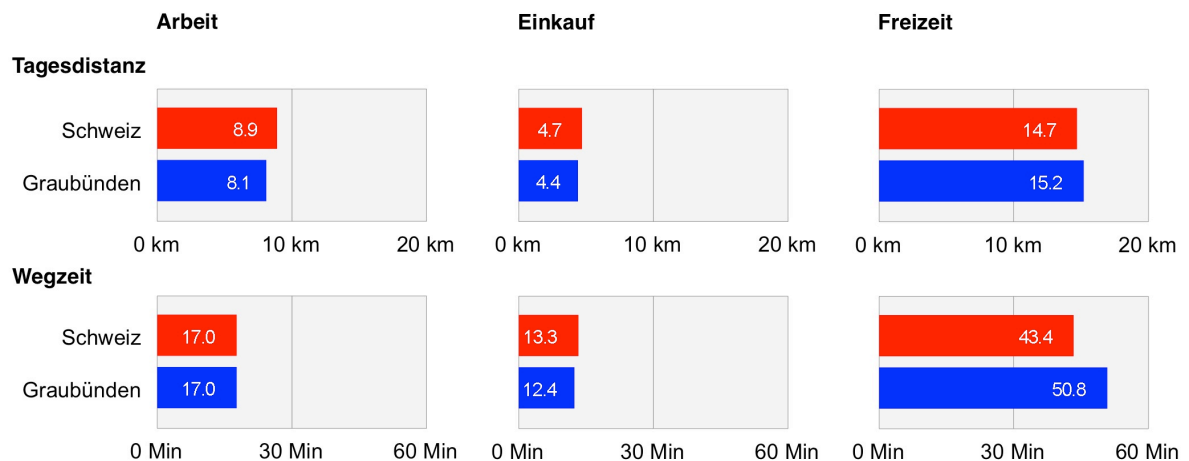 Arbeit Einkauf Freizeit
Tagesdistanz
Schweiz 8.9 4.7 14.7
Graubünden 8.1 4.4 15.2
0 km 10 km 20 km 0 km 10 km 20 km 0 km 10 km 20 km
Wegzeit
Schweiz 17.0 13.3 43.4
Graubünden 17.0 12.4 50.8
0 Min 30 Min 60 Min 0 Min 30 Min 60 Min 0 Min 30 Min 60 Min